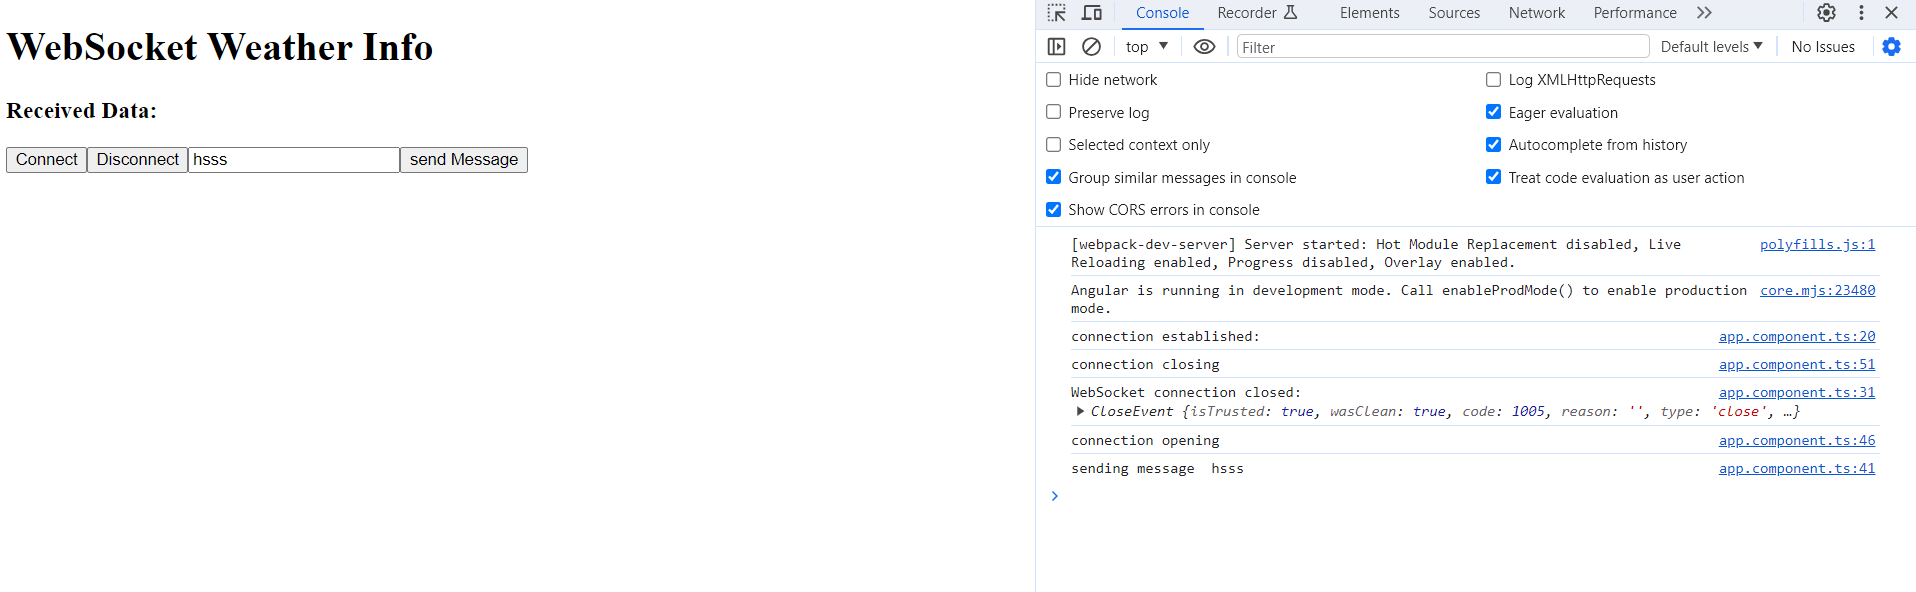 WebSocket Weather Info
Received Data:
Connect Disconnect hsss send Message
Console Recorder Elements Sources Network Performance
top Filter Default levels No Issues
Hide network Log XMLHttpRequests
Preserve log Eager evaluation
Selected context only Autocomplete from history
Group similar messages in console Treat code evaluation as user action
Show CORS errors in console
[webpack-dev-server] Server started: Hot Module Replacement disabled, Live polyfills.js:1
Reloading enabled, Progress disabled, Overlay enabled.
Angular is running in development mode. Call enableProdMode() to enable production core.mjs:23480
mode.
connection established: app.component.ts:20
connection closing app.component.ts:51
WebSocket connection closed: app.component.ts:31
CloseEvent {isTrusted: true, wasClean: true, code: 1005, reason: '', type: 'close', …}
connection opening app.component.ts:46
sending message  hsss app.component.ts:41